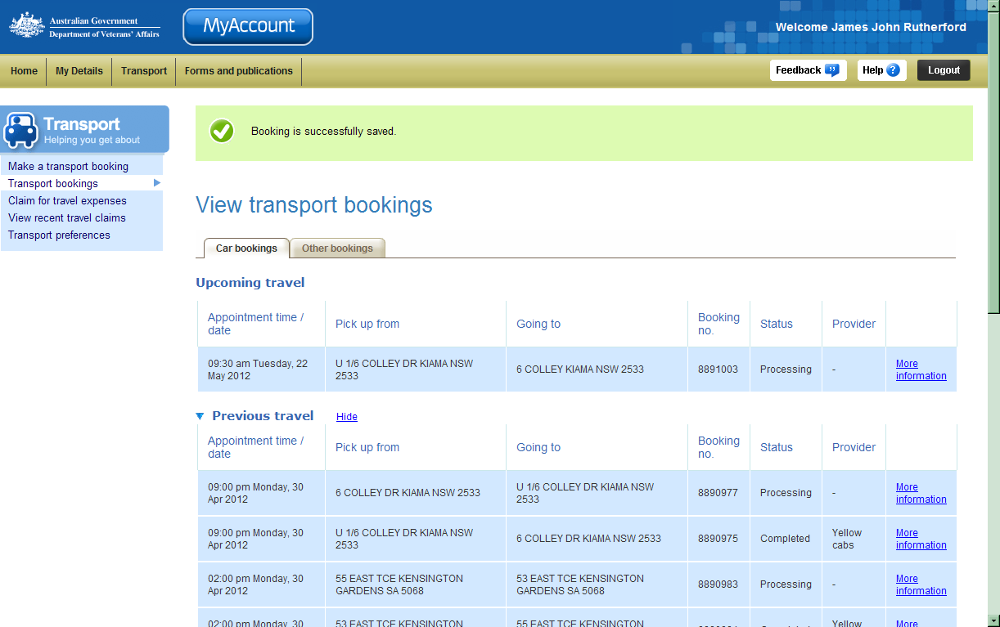 Australian Government
Department of Veterans' Affairs
MyAccount
Welcome James John Rutherford
Home
My Details
Transport
Forms and publications
Feedback
Help
Logout
Transport
Helping you get about
Make a transport booking
Transport bookings
Claim for travel expenses
View recent travel claims
Transport preferences
Booking is successfully saved.
View transport bookings
Car bookings
Other bookings
Upcoming travel
Appointment time /
date
Pick up from
Going to
Booking
no.
Status
Provider
09:30 am Tuesday, 22
May 2012
U 1/6 COLLEY DR KIAMA NSW
2533
6 COLLEY KIAMA NSW 2533
8891003
Processing
-
More
information
Previous travel
Hide
Appointment time /
date
Pick up from
Going to
Booking
no.
Status
Provider
09:00 pm Monday, 30
Apr 2012
6 COLLEY DR KIAMA NSW 2533
U 1/6 COLLEY DR KIAMA NSW
2533
8890977
Processing
-
More
information
09:00 pm Monday, 30
Apr 2012
U 1/6 COLLEY DR KIAMA NSW
2533
6 COLLEY DR KIAMA NSW 2533
8890975
Completed
Yellow
cabs
More
information
02:00 pm Monday, 30
Apr 2012
55 EAST TCE KENSINGTON
GARDENS SA 5068
53 EAST TCE KENSINGTON
GARDENS SA 5068
8890983
Processing
-
More
information
02:00 pm Monday, 30
53 EAST TCE KENSINGTON
55 EAST TCE KENSINGTON
Yellow
More